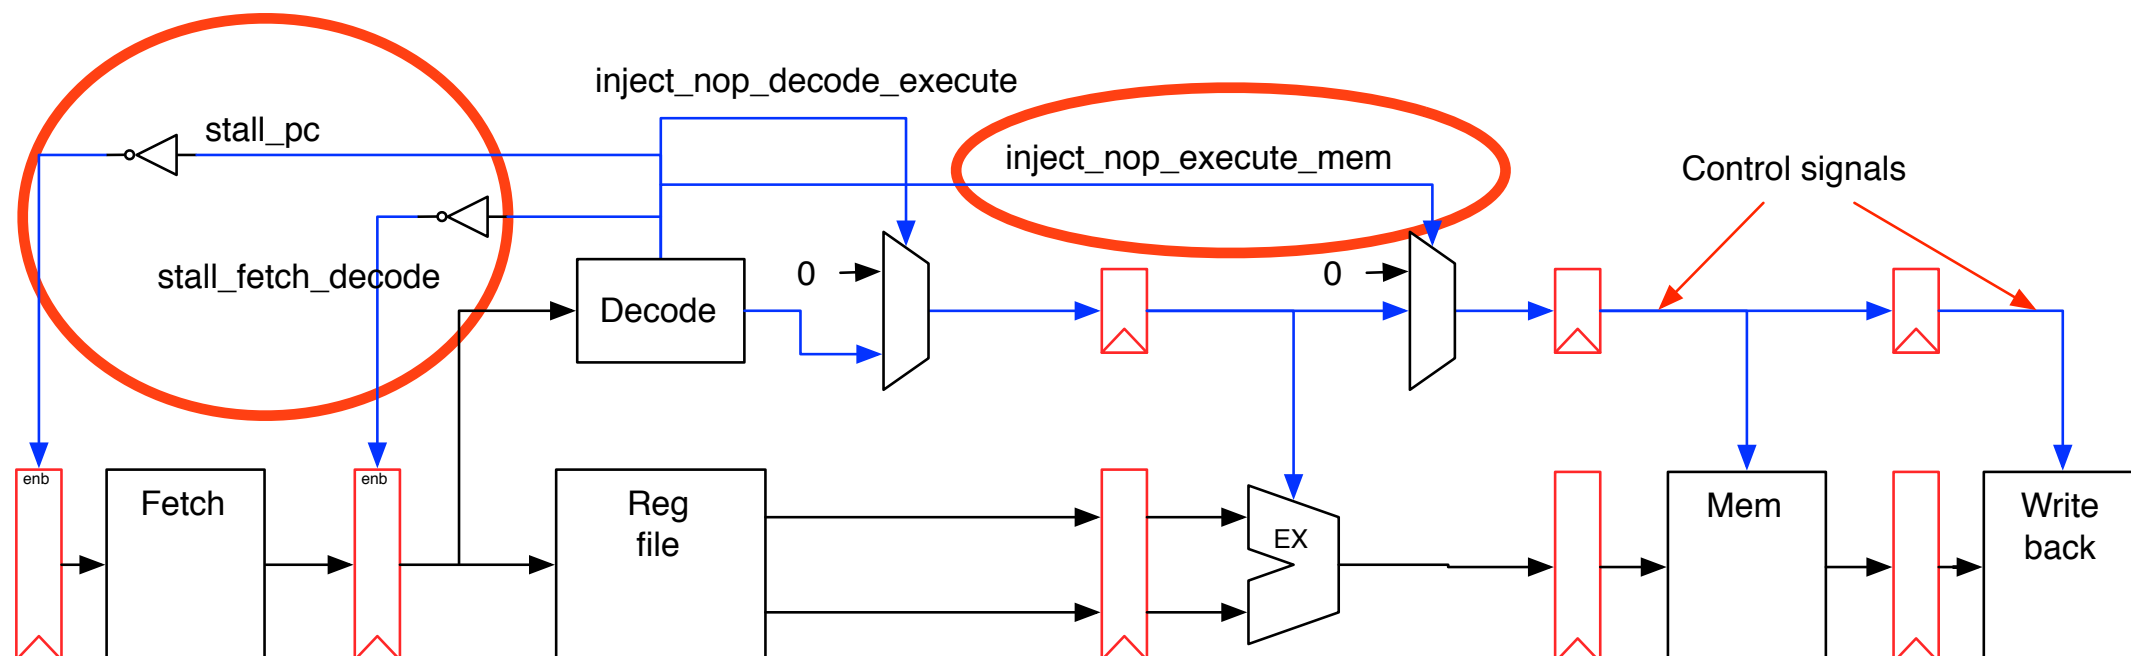 inject_nop_decode_execute
stall_pc
inject_nop_execute_mem
Control signals
stall_fetch_decode
0
0
Decode
enb
Fetch
enb
Reg
file
EX
Mem
Write
back